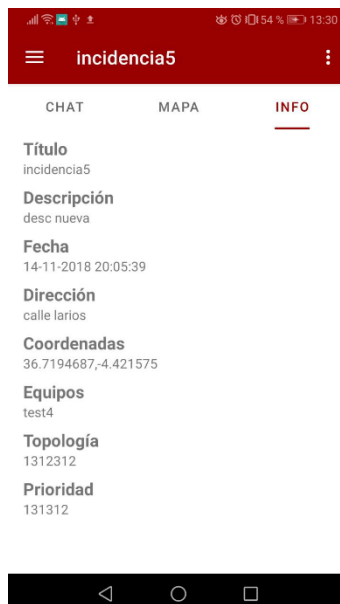 54 % 13:30
incidencia5
CHAT MAPA INFO
Título
incidencia5
Descripción
desc nueva
Fecha
14-11-2018 20:05:39
Dirección
calle larios
Coordenadas
36.7194687,-4.421575
Equipos
test4
Topología
1312312
Prioridad
131312